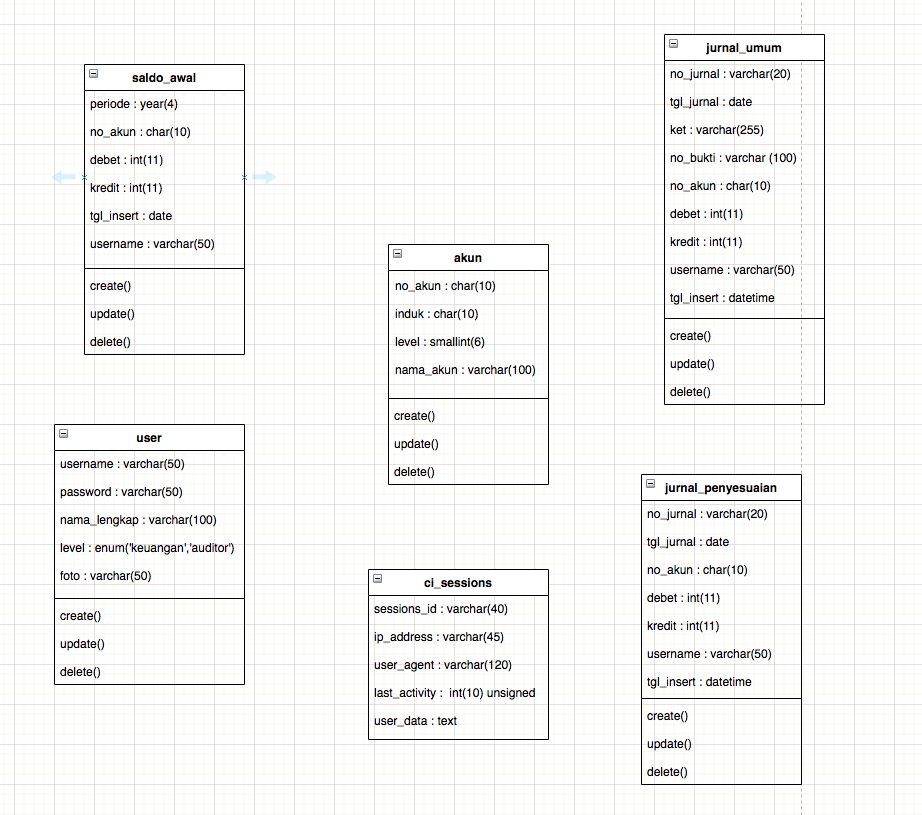 saldo_awal
periode : year(4)
no_akun : char(10)
debet : int(11)
kredit : int(11)
tgl_insert : date
username : varchar(50)
create()
update()
delete()
user
username : varchar(50)
password : varchar(50)
nama_lengkap : varchar(100)
level : enum('keuangan','auditor')
foto : varchar(50)
create()
update()
delete()
akun
no_akun : char(10)
induk : char(10)
level : smallint(6)
nama_akun : varchar(100)
create()
update()
delete()
ci_sessions
sessions_id : varchar(40)
ip_address : varchar(45)
user_agent : varchar(120)
last_activity :  int(10) unsigned
user_data : text
jurnal_umum
no_jurnal : varchar(20)
tgl_jurnal : date
ket : varchar(255)
no_bukti : varchar (100)
no_akun : char(10)
debet : int(11)
kredit : int(11)
username : varchar(50)
tgl_insert : datetime
create()
update()
delete()
jurnal_penyesuaian
no_jurnal : varchar(20)
tgl_jurnal : date
no_akun : char(10)
debet : int(11)
kredit : int(11)
username : varchar(50)
tgl_insert : datetime
create()
update()
delete()